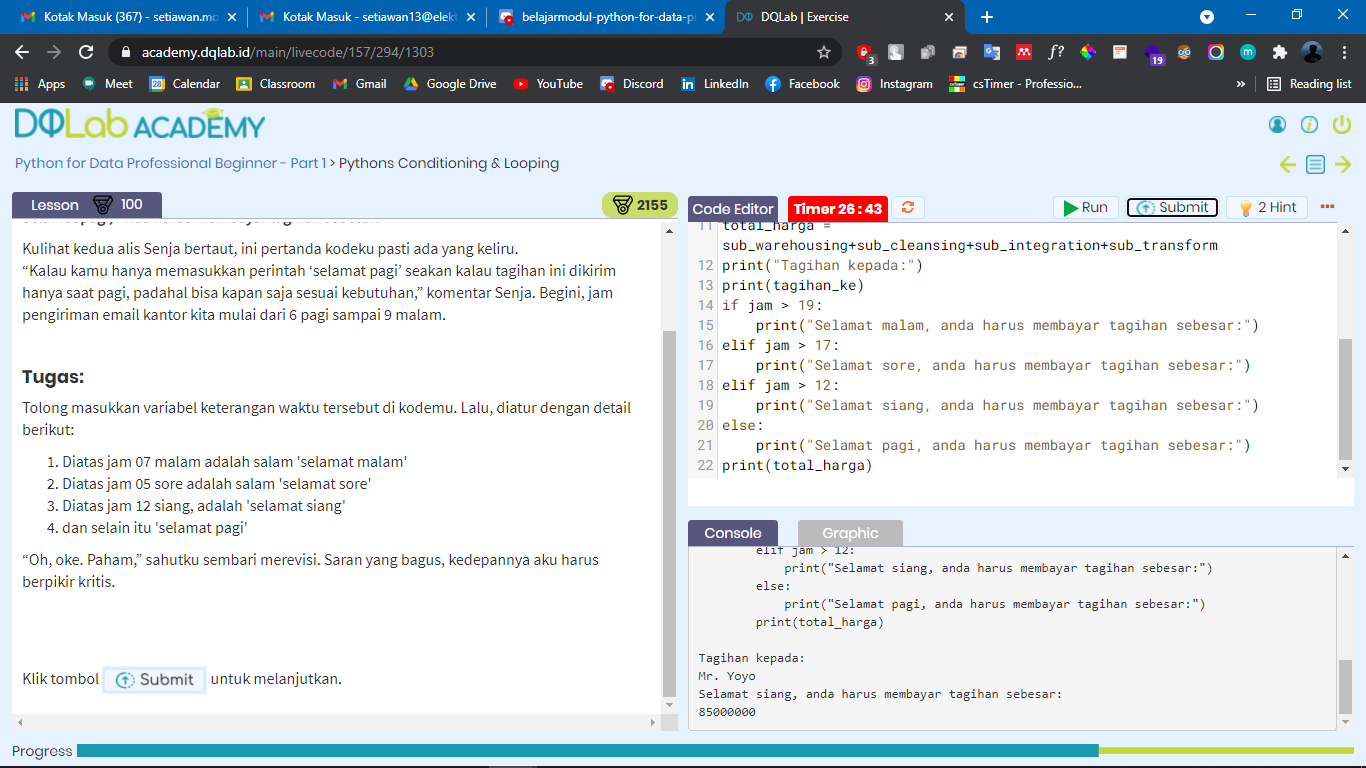 Kotak Masuk (367) - setiawan.mo
Kotak Masuk - setiawan13@elekt
belajarmodul-python-for-data-pr
DQLab | Exercise
academy.dqlab.id/main/livecode/157/294/1303
3
f?
19
Apps
Meet
28
Calendar
Classroom
Gmail
Google Drive
YouTube
Discord
LinkedIn
Facebook
Instagram
csTimer - Professio...
»
Reading list
DQLab ACADEMY
Python for Data Professional Beginner - Part 1 > Pythons Conditioning & Looping
Lesson 100
2155
Kulihat kedua alis Senja bertaut, ini pertanda kodeku pasti ada yang keliru.
“Kalau kamu hanya memasukkan perintah ‘selamat pagi’ seakan kalau tagihan ini dikirim
hanya saat pagi, padahal bisa kapan saja sesuai kebutuhan,” komentar Senja. Begini, jam
pengiriman email kantor kita mulai dari 6 pagi sampai 9 malam.
Tugas:
Tolong masukkan variabel keterangan waktu tersebut di kodemu. Lalu, diatur dengan detail
berikut:
1. Diatas jam 07 malam adalah salam 'selamat malam'
2. Diatas jam 05 sore adalah salam 'selamat sore'
3. Diatas jam 12 siang, adalah 'selamat siang'
4. dan selain itu 'selamat pagi'
“Oh, oke. Paham,” sahutku sembari merevisi. Saran yang bagus, kedepannya aku harus
berpikir kritis.
Klik tombol Submit untuk melanjutkan.
Code Editor
Timer 26 : 43
Run
Submit
2 Hint
11 total_harga =
sub_warehousing+sub_cleansing+sub_integration+sub_transform
12 print("Tagihan kepada:")
13 print(tagihan_ke)
14 if jam > 19:
15     print("Selamat malam, anda harus membayar tagihan sebesar:")
16 elif jam > 17:
17     print("Selamat sore, anda harus membayar tagihan sebesar:")
18 elif jam > 12:
19     print("Selamat siang, anda harus membayar tagihan sebesar:")
20 else:
21     print("Selamat pagi, anda harus membayar tagihan sebesar:")
22 print(total_harga)
Console
Graphic
elif jam > 12:
    print("Selamat siang, anda harus membayar tagihan sebesar:")
else:
    print("Selamat pagi, anda harus membayar tagihan sebesar:")
print(total_harga)
Tagihan kepada:
Mr. Yoyo
Selamat siang, anda harus membayar tagihan sebesar:
85000000
Progress